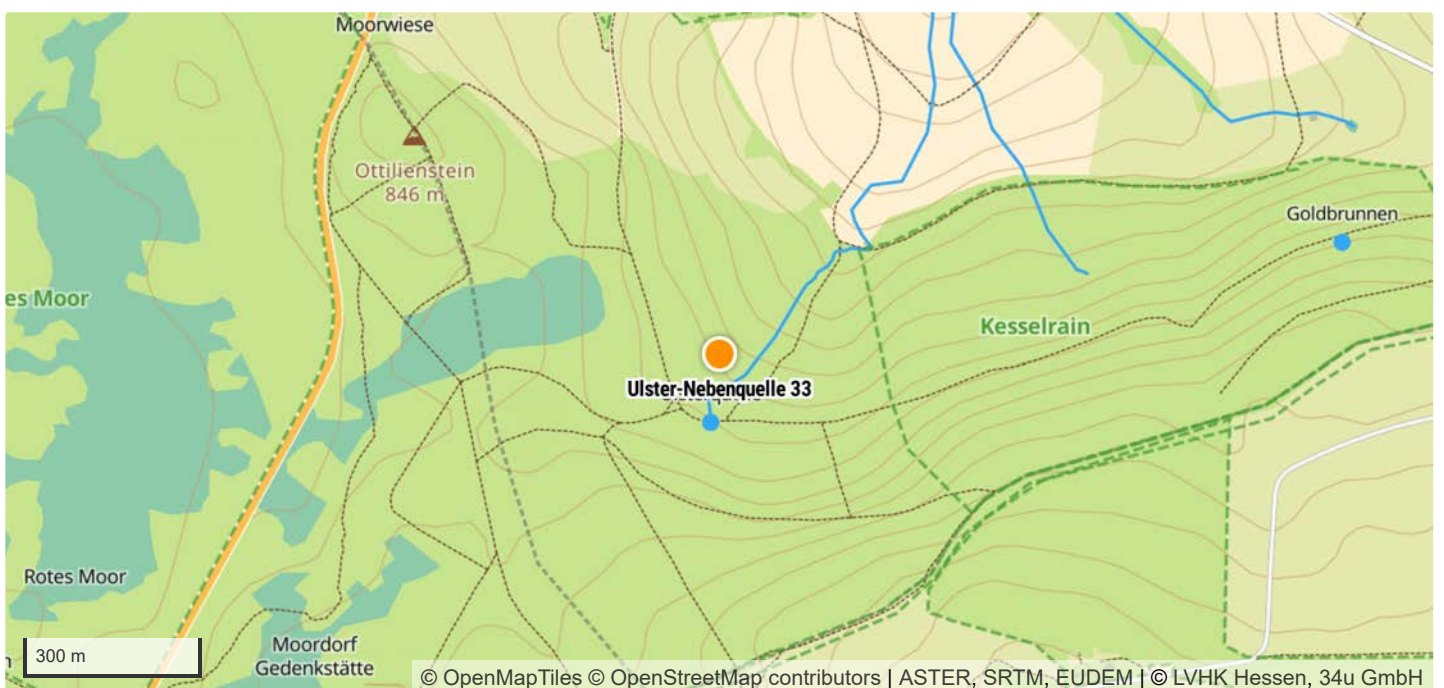 Moorwiese
Ottilienstein
846 m
Goldbrunnen
es Moor
Kesselrain
Ulster-Nebenquelle 33
Rotes Moor
Moordorf
Gedenkstätte
300 m
© OpenMapTiles © OpenStreetMap contributors | ASTER, SRTM, EUDEM | © LVHK Hessen, 34u GmbH